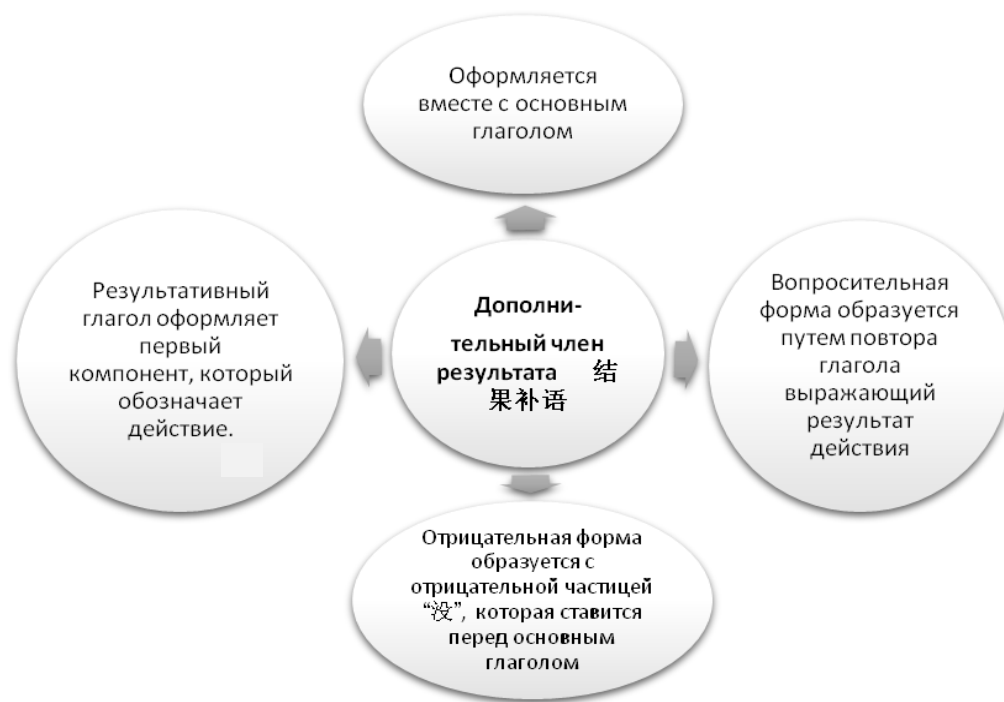 Оформляется
вместе с основным
глаголом
Результативный
глагол оформляет
первый
компонент, который
обозначает
действие.
Дополни-
тельный член
результата 结
果补语
Вопросительная
форма образуется
путем повтора
глагола
выражающий
результат
действия
Отрицательная форма
образуется с
отрицательной частицей
“没”, которая ставится
перед основным
глаголом